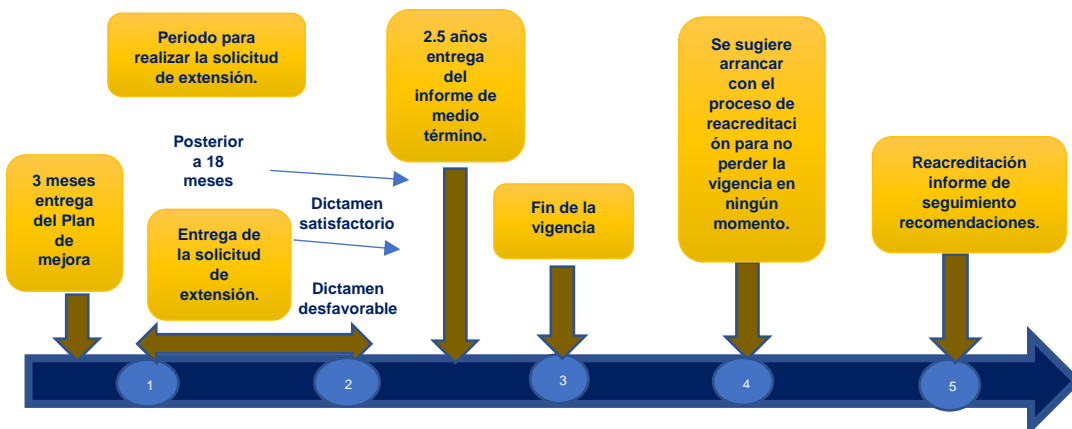 Periodo para
realizar la solicitud
de extensión.
2.5 años
entrega
del
informe de
medio
término.
Se sugiere
arrancar
con el
proceso de
reacreditaci
ón para no
perder la
vigencia en
ningún
momento.
Posterior
a 18
meses
3 meses
entrega
del Plan
de
mejora
Dictamen
satisfactorio
Entrega de
la solicitud
de
extensión.
Dictamen
desfavorable
Fin de la
vigencia
Reacreditación
informe de
seguimiento
recomendaciones.
1
2
3
4
5